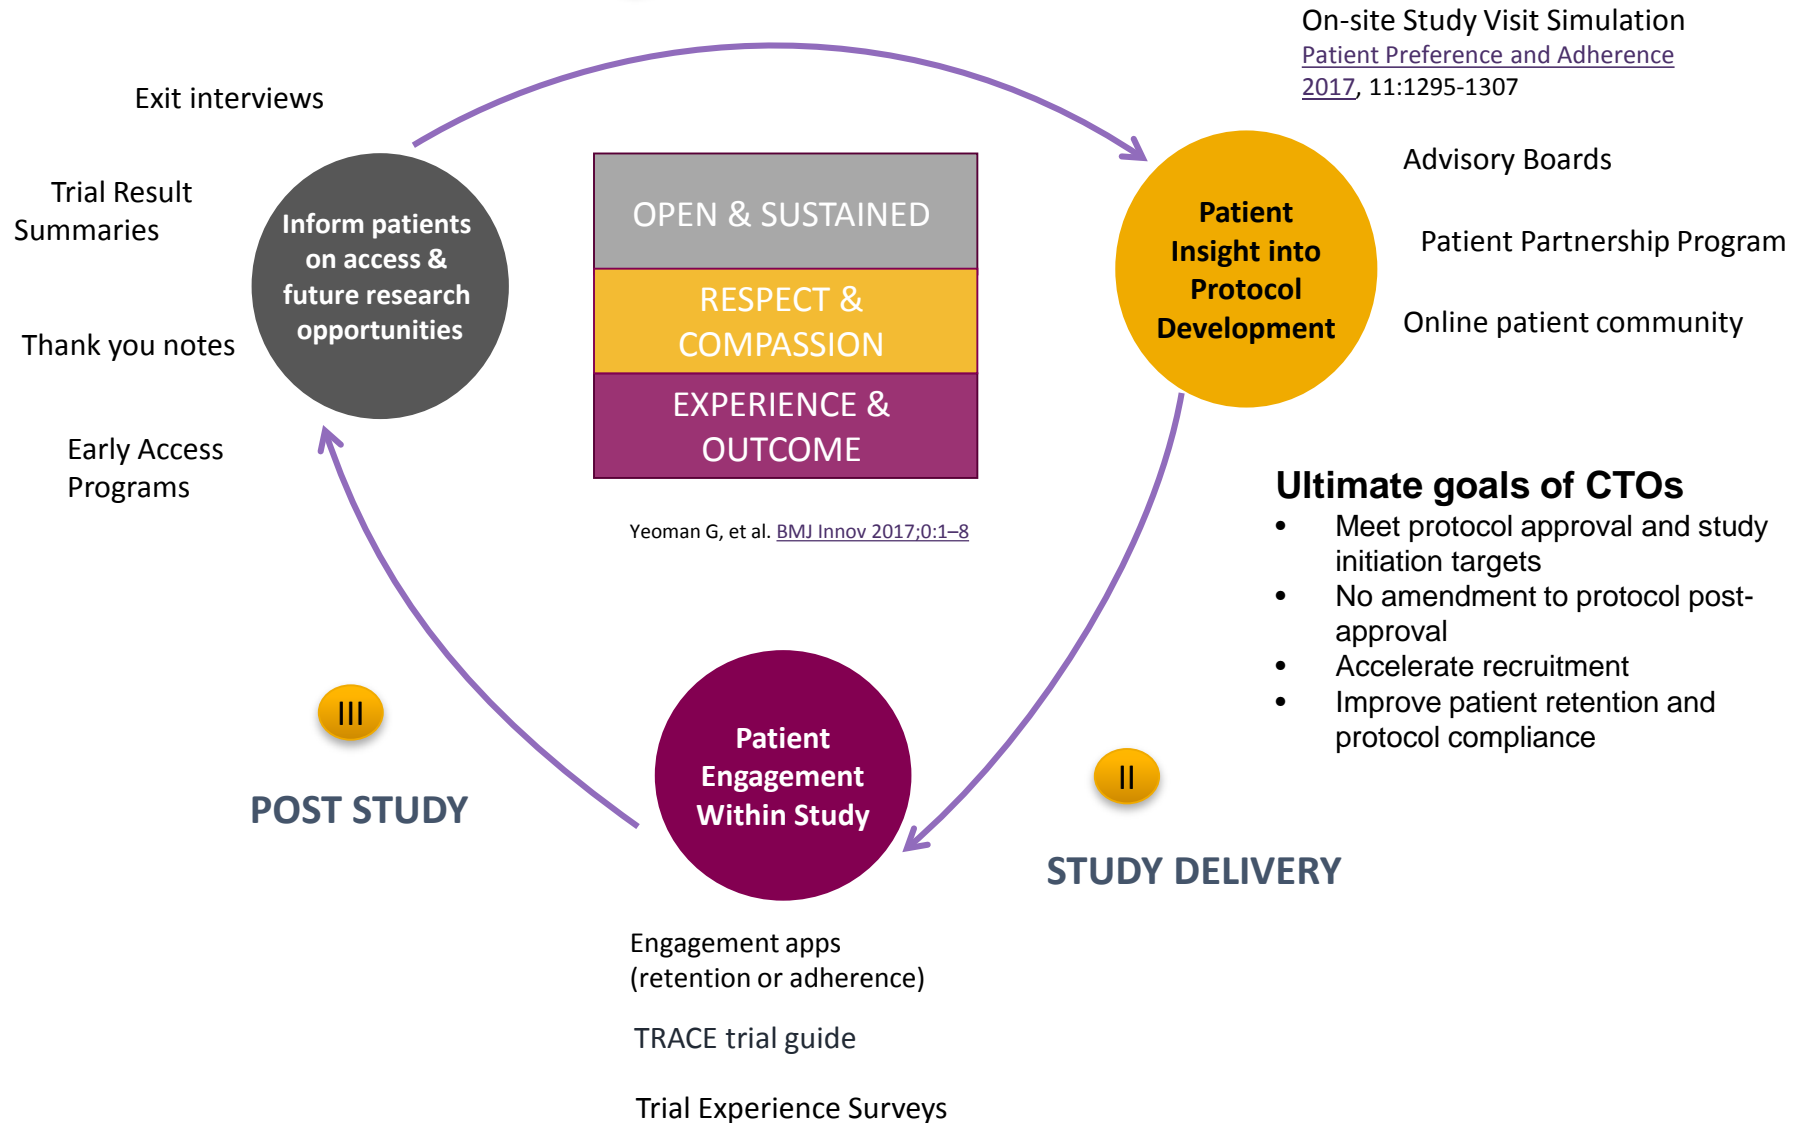 On-site Study Visit Simulation
Patient Preference and Adherence
2017, 11:1295-1307
Exit interviews
Trial Result
Summaries
Thank you notes
Early Access
Programs
Inform patients
on access &
future research
opportunities
OPEN & SUSTAINED
RESPECT &
COMPASSION
EXPERIENCE &
OUTCOME
Yeoman G, et al. BMJ Innov 2017;0:1–8
Patient
Insight into
Protocol
Development
Advisory Boards
Patient Partnership Program
Online patient community
Ultimate goals of CTOs
• Meet protocol approval and study
initiation targets
• No amendment to protocol post-
approval
• Accelerate recruitment
• Improve patient retention and
protocol compliance
III
POST STUDY
Patient
Engagement
Within Study
II
STUDY DELIVERY
Engagement apps
(retention or adherence)
TRACE trial guide
Trial Experience Surveys